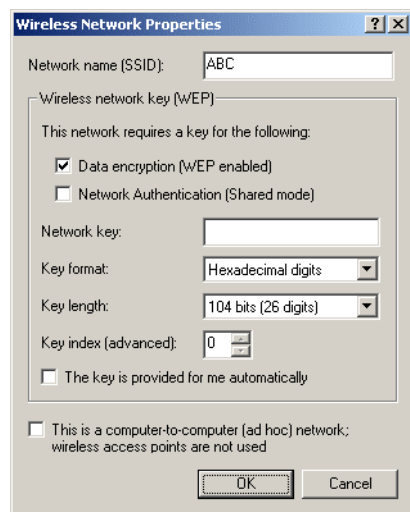 Wireless Network Properties
Network name (SSID): ABC
Wireless network key (WEP)
This network requires a key for the following:
Data encryption (WEP enabled)
Network Authentication (Shared mode)
Network key:
Key format: Hexadecimal digits
Key length: 104 bits (26 digits)
Key index (advanced): 0
The key is provided for me automatically
This is a computer-to-computer (ad hoc) network;
wireless access points are not used
OK Cancel